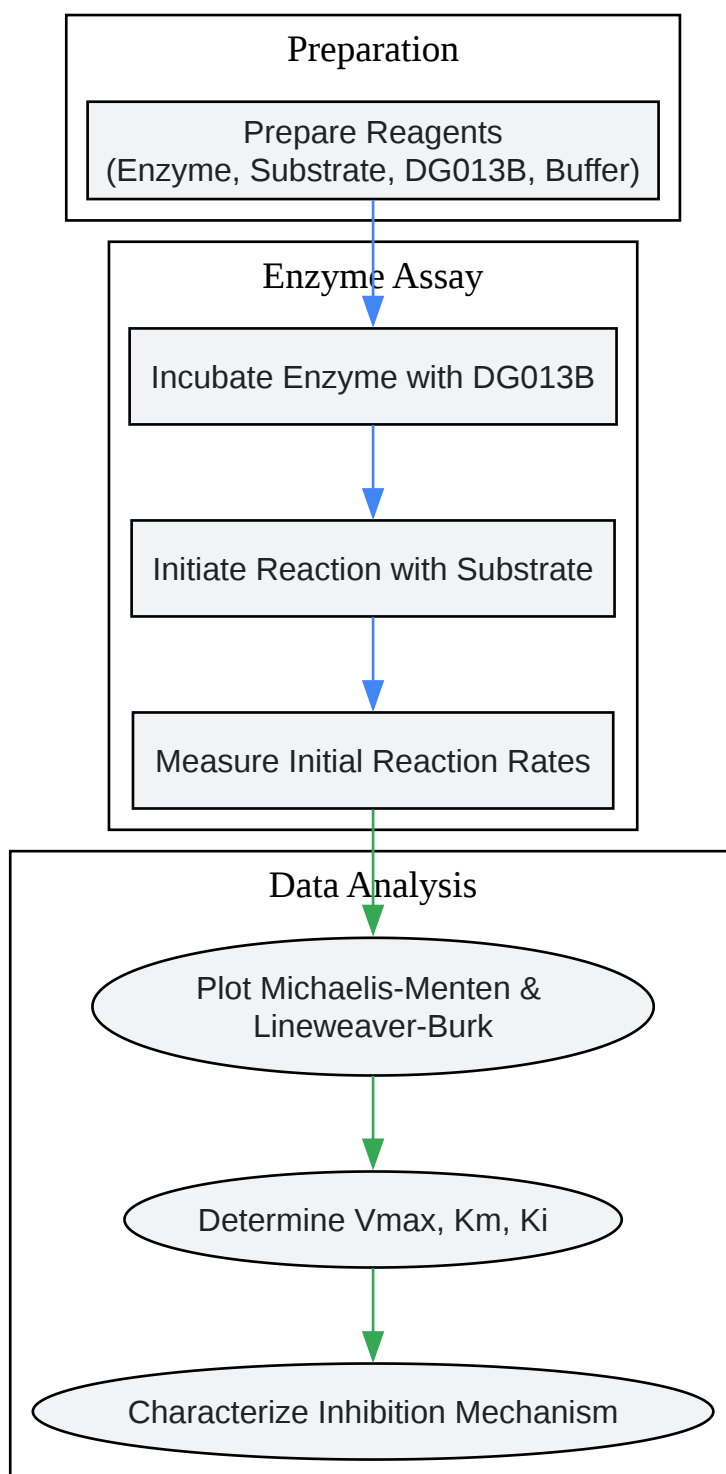 Preparation
Prepare Reagents
(Enzyme, Substrate, DG013B, Buffer)
Enzyme Assay
Incubate Enzyme with DG013B
Initiate Reaction with Substrate
Measure Initial Reaction Rates
Data Analysis
Plot Michaelis-Menten &
Lineweaver-Burk
Determine Vmax, Km, Ki
Characterize Inhibition Mechanism